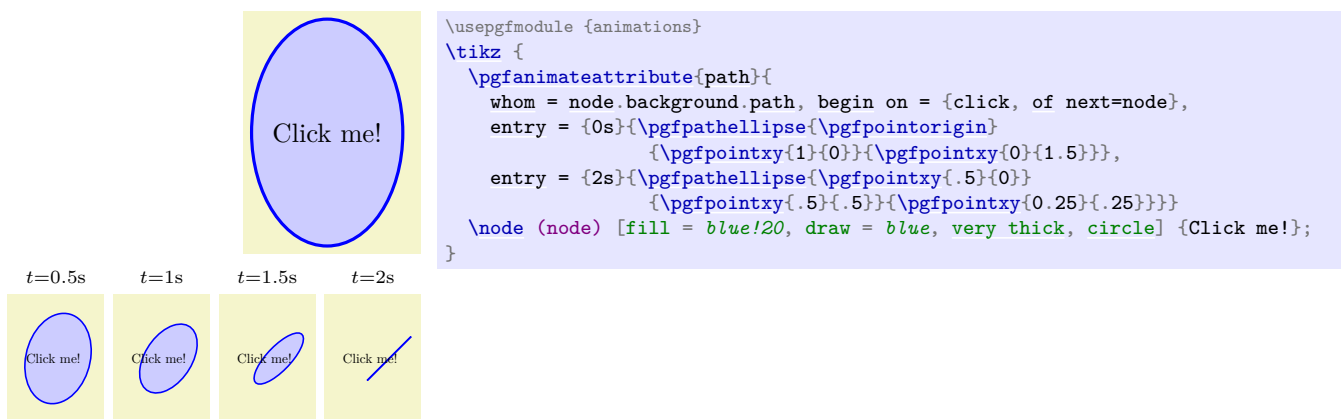 Click me!
\usepgfmodule {animations}
\tikz {
  \pgfanimateattribute{path}{
    whom = node.background.path, begin on = {click, of next=node},
    entry = {0s}{\pgfpathellipse{\pgfpointorigin}
                  {\pgfpointxy{1}{0}}{\pgfpointxy{0}{1.5}}},
    entry = {2s}{\pgfpathellipse{\pgfpointxy{.5}{0}}
                  {\pgfpointxy{.5}{.5}}{\pgfpointxy{0.25}{.25}}}}
  \node (node) [fill = blue!20, draw = blue, very thick, circle] {Click me!};
}
t=0.5s t=1s t=1.5s t=2s
Click me! Click me! Click me! Click me!